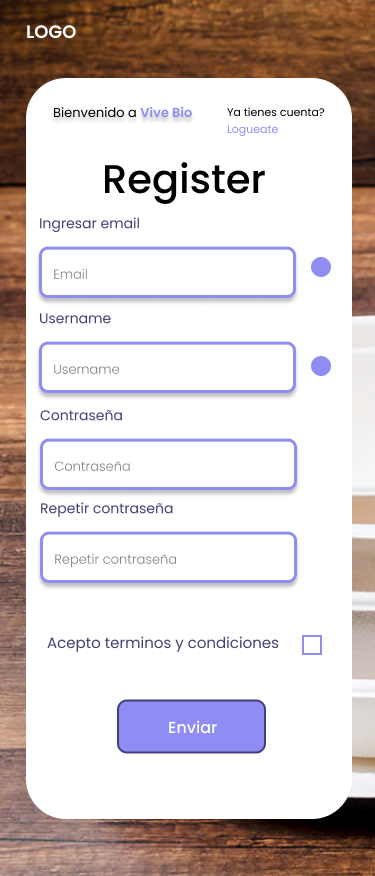 LOGO
Bienvenido a Vive Bio
Ya tienes cuenta?
Logueate
Register
Ingresar email
Email
Username
Username
Contraseña
Contraseña
Repetir contraseña
Repetir contraseña
Acepto terminos y condiciones
Enviar